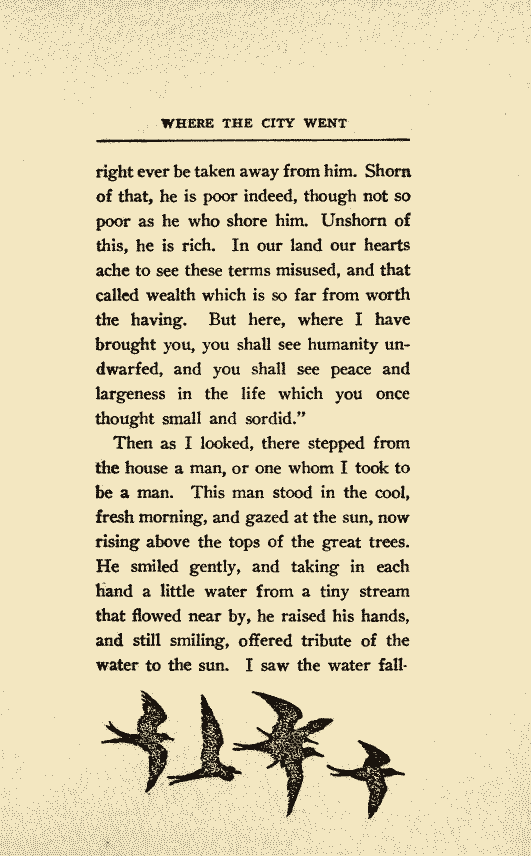 WHERE THE CITY WENT
right ever be taken away from him. Shorn
of that, he is poor indeed, though not so
poor as he who shore him. Unshorn of
this, he is rich. In our land our hearts
ache to see these terms misused, and that
called wealth which is so far from worth
the having. But here, where I have
brought you, you shall see humanity un-
dwarfed, and you shall see peace and
largeness in the life which you once
thought small and sordid.”
Then as I looked, there stepped from
the house a man, or one whom I took to
be a man. This man stood in the cool,
fresh morning, and gazed at the sun, now
rising above the tops of the great trees.
He smiled gently, and taking in each
hand a little water from a tiny stream
that flowed near by, he raised his hands,
and still smiling, offered tribute of the
water to the sun. I saw the water fall-